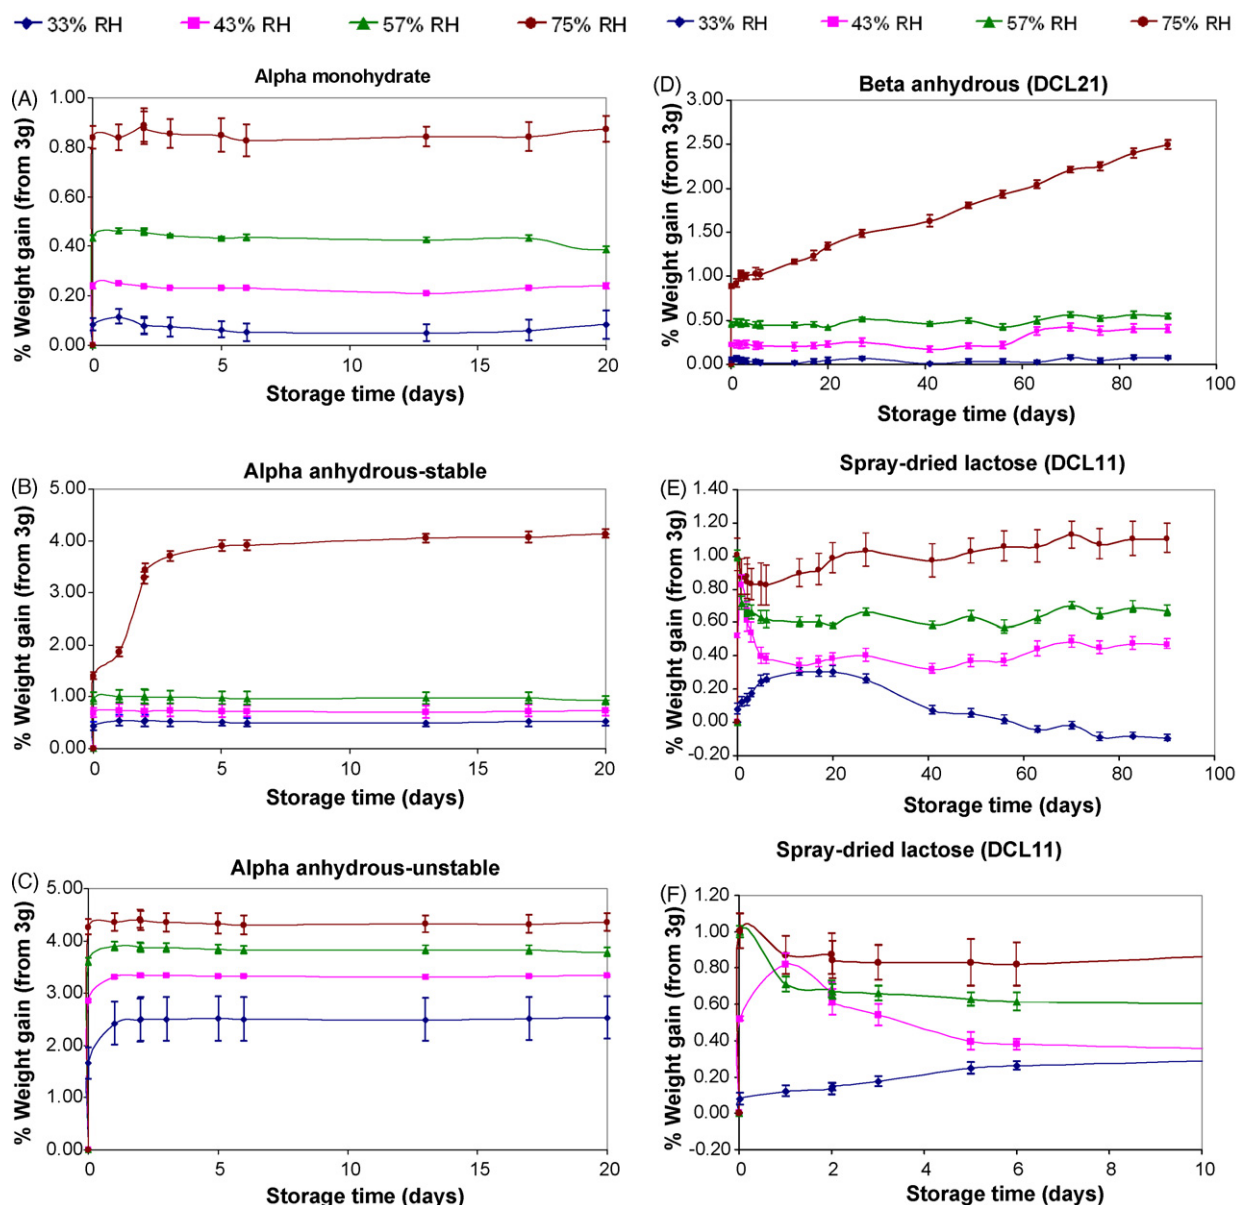 33% RH 43% RH 57% RH 75% RH 33% RH 43% RH 57% RH 75% RH
(A)
Alpha monohydrate
% Weight gain (from 3g)
1.00
0.80
0.60
0.40
0.20
0.00
0 5 10 15 20
Storage time (days)
(B)
Alpha anhydrous-stable
% Weight gain (from 3g)
5.00
4.00
3.00
2.00
1.00
0.00
0 5 10 15 20
Storage time (days)
(C)
Alpha anhydrous-unstable
% Weight gain (from 3g)
5.00
4.00
3.00
2.00
1.00
0.00
0 5 10 15 20
Storage time (days)
(D)
Beta anhydrous (DCL21)
% Weight gain (from 3g)
3.00
2.50
2.00
1.50
1.00
0.50
0.00
0 20 40 60 80 100
Storage time (days)
(E)
Spray-dried lactose (DCL11)
% Weight gain (from 3g)
1.40
1.20
1.00
0.80
0.60
0.40
0.20
0.00
-0.20
0 20 40 60 80 100
Storage time (days)
(F)
Spray-dried lactose (DCL11)
% Weight gain (from 3g)
1.20
1.00
0.80
0.60
0.40
0.20
0.00
-0.20
0 2 4 6 8 10
Storage time (days)